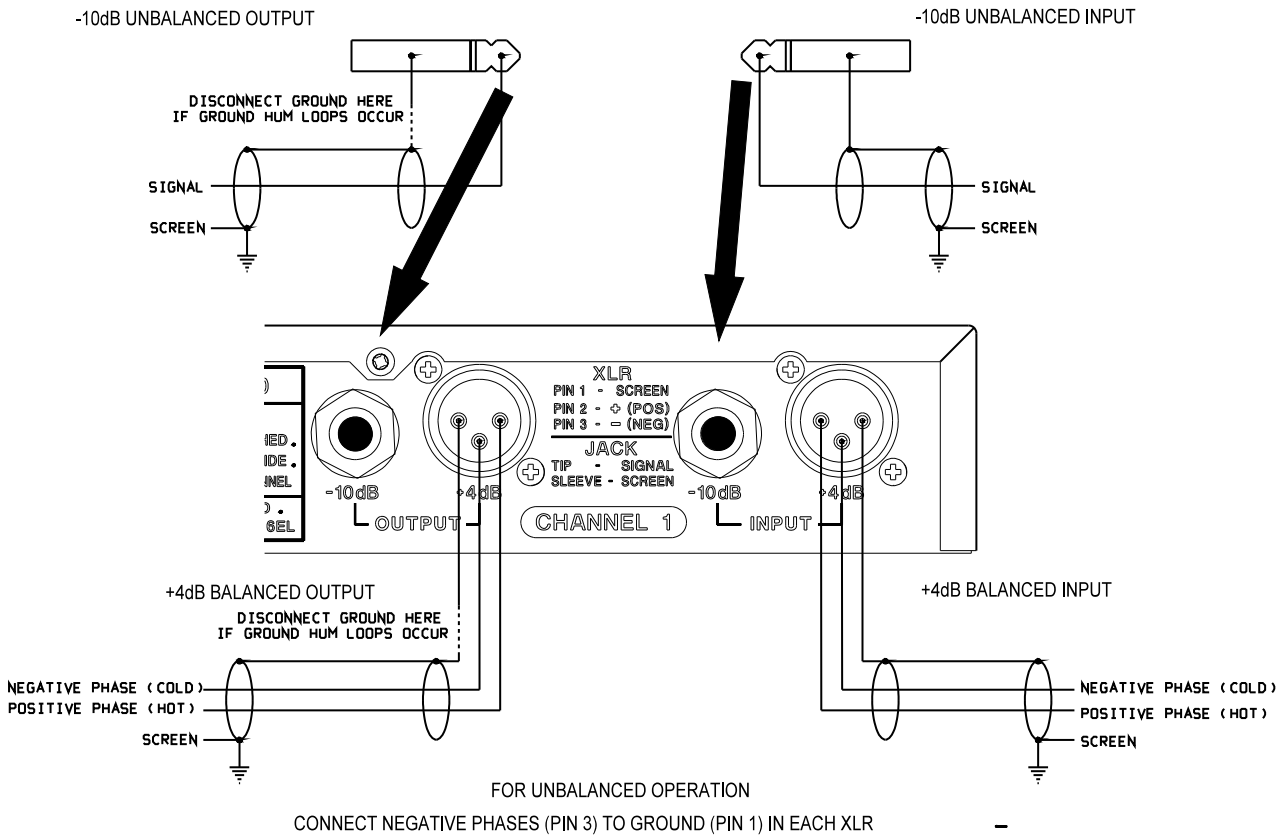 -10dB UNBALANCED OUTPUT
-10dB UNBALANCED INPUT
DISCONNECT GROUND HERE
IF GROUND HUM LOOPS OCCUR
SIGNAL
SCREEN
SIGNAL
SCREEN
XLR
PIN 1 - SCREEN
PIN 2 - + (POS)
PIN 3 - - (NEG)
JACK
TIP - SIGNAL
SLEEVE - SCREEN
-10dB
+4dB
OUTPUT
CHANNEL 1
-10dB
+4dB
INPUT
+4dB BALANCED OUTPUT
+4dB BALANCED INPUT
DISCONNECT GROUND HERE
IF GROUND HUM LOOPS OCCUR
NEGATIVE PHASE (COLD)
POSITIVE PHASE (HOT)
SCREEN
NEGATIVE PHASE (COLD)
POSITIVE PHASE (HOT)
SCREEN
FOR UNBALANCED OPERATION
CONNECT NEGATIVE PHASES (PIN 3) TO GROUND (PIN 1) IN EACH XLR